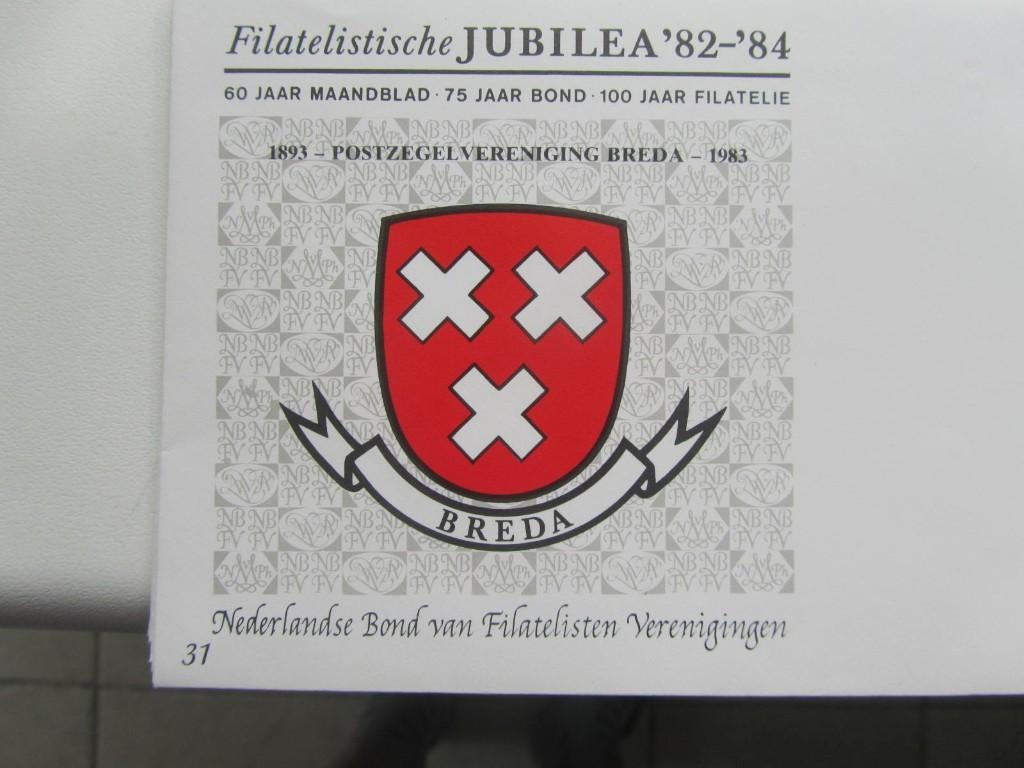 Filatelistische JUBILEA '82-'84
60 JAAR MAANDBLAD · 75 JAAR BOND · 100 JAAR FILATELIE
1893 – POSTZEGELVERENIGING BREDA – 1983
BREDA
Nederlandse Bond van Filatelisten Verenigingen
31